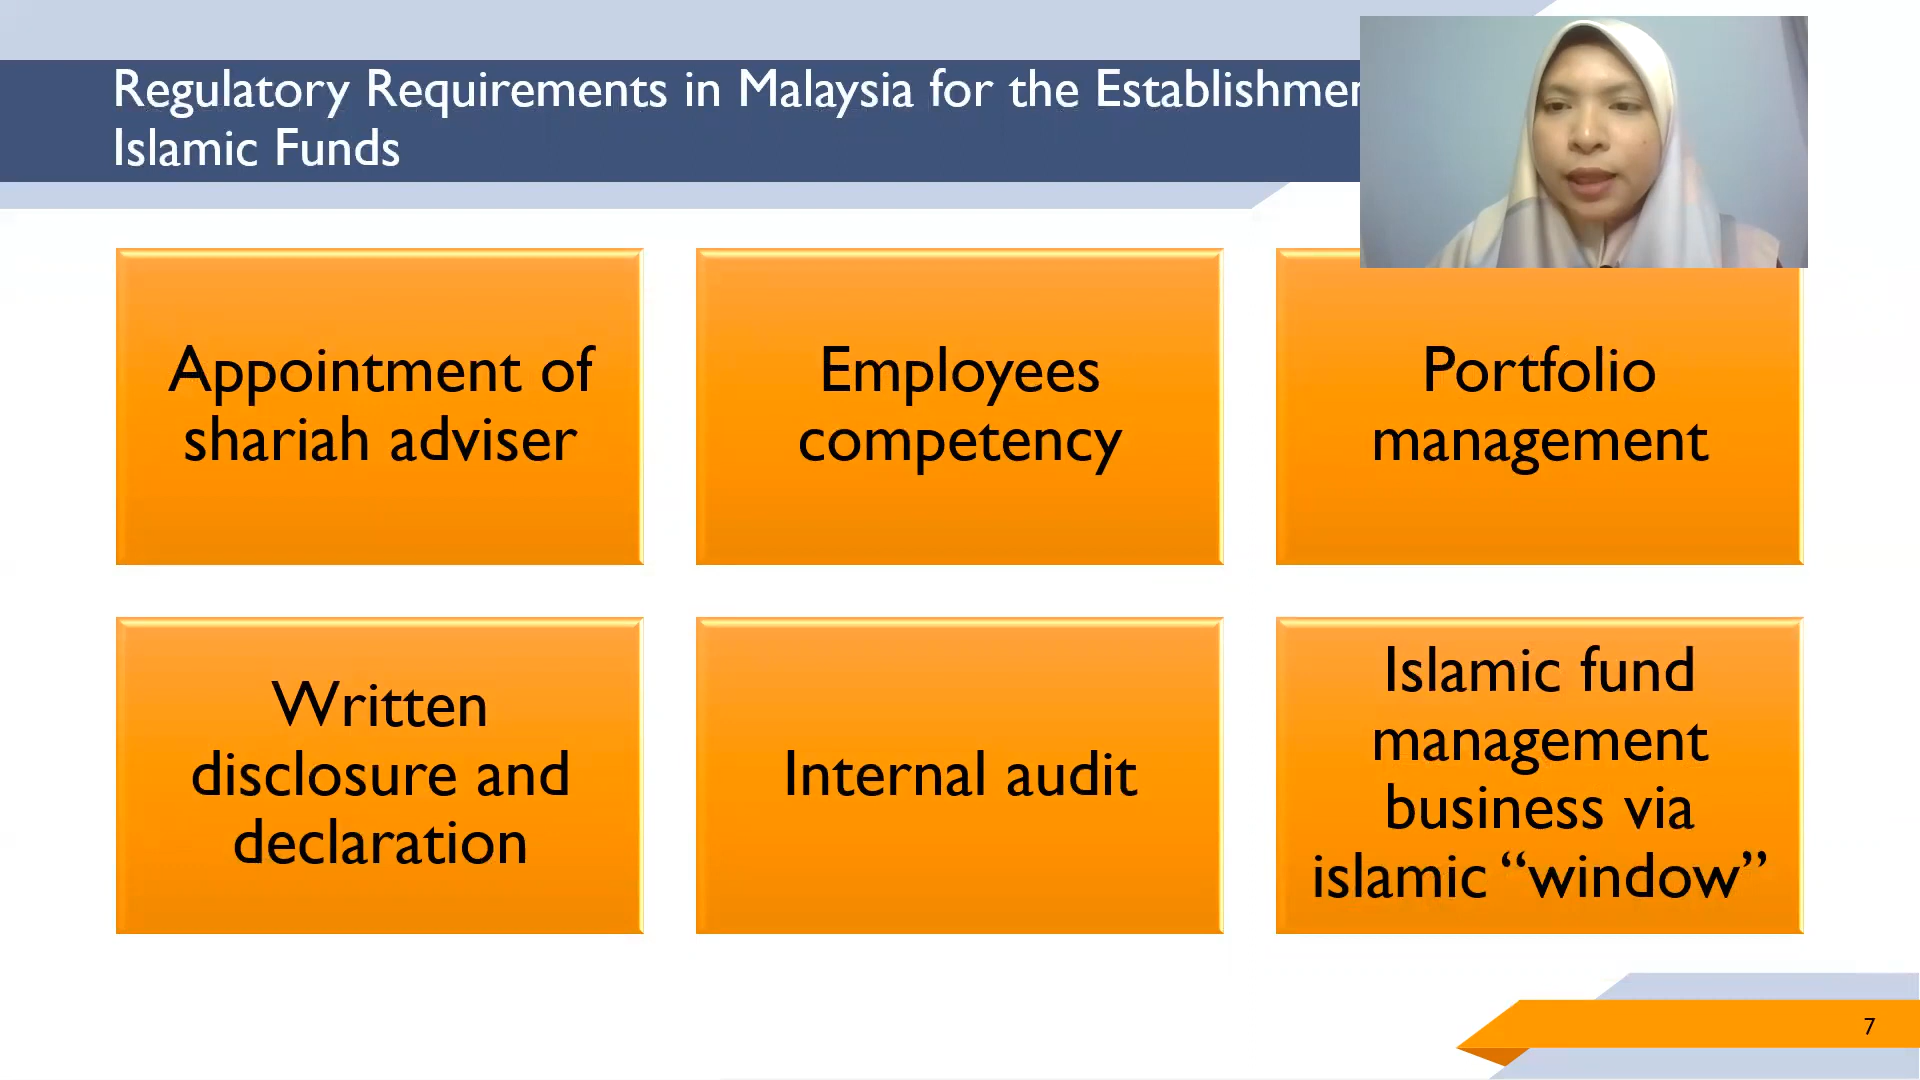 Regulatory Requirements in Malaysia for the
Islamic Funds
Appointment of
shariah adviser
Employees
competency
Portfolio
management
Written
disclosure and
declaration
Internal audit
Islamic fund
management
business via
islamic “window”
7